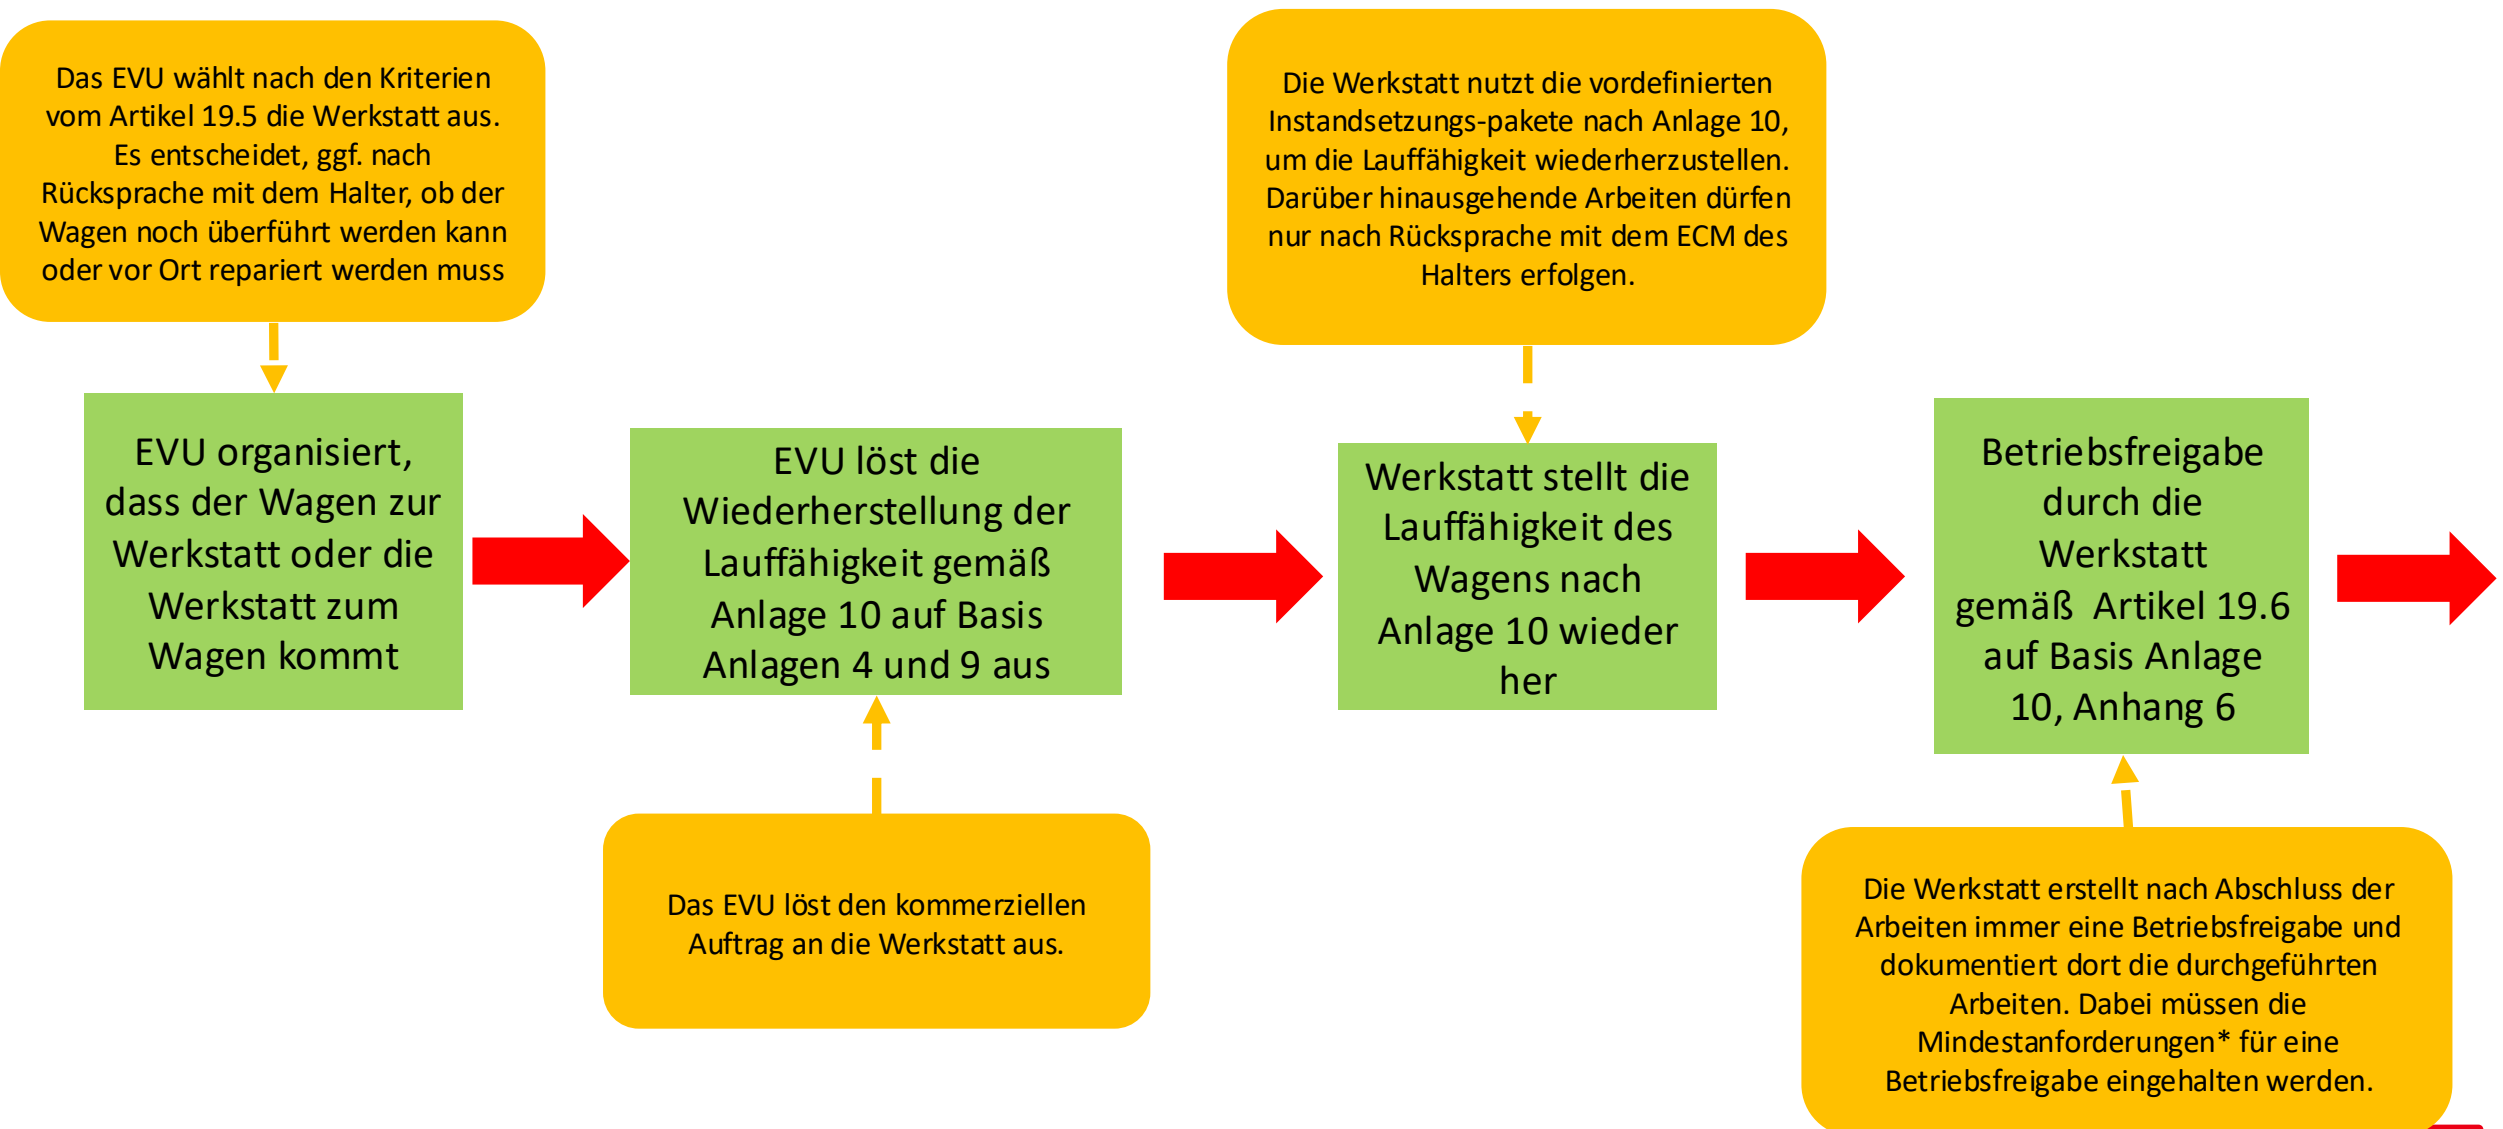 Das EVU wählt nach den Kriterien
vom Artikel 19.5 die Werkstatt aus.
Es entscheidet, ggf. nach
Rücksprache mit dem Halter, ob der
Wagen noch überführt werden kann
oder vor Ort repariert werden muss
Die Werkstatt nutzt die vordefinierten
Instandsetzungs-pakete nach Anlage 10,
um die Lauffähigkeit wiederherzustellen.
Darüber hinausgehende Arbeiten dürfen
nur nach Rücksprache mit dem ECM des
Halters erfolgen.
EVU organisiert,
dass der Wagen zur
Werkstatt oder die
Werkstatt zum
Wagen kommt
EVU löst die
Wiederherstellung der
Lauffähigkeit gemäß
Anlage 10 auf Basis
Anlagen 4 und 9 aus
Werkstatt stellt die
Lauffähigkeit des
Wagens nach
Anlage 10 wieder
her
Betriebsfreigabe
durch die
Werkstatt
gemäß Artikel 19.6
auf Basis Anlage
10, Anhang 6
Das EVU löst den kommerziellen
Auftrag an die Werkstatt aus.
Die Werkstatt erstellt nach Abschluss der
Arbeiten immer eine Betriebsfreigabe und
dokumentiert dort die durchgeführten
Arbeiten. Dabei müssen die
Mindestanforderungen* für eine
Betriebsfreigabe eingehalten werden.